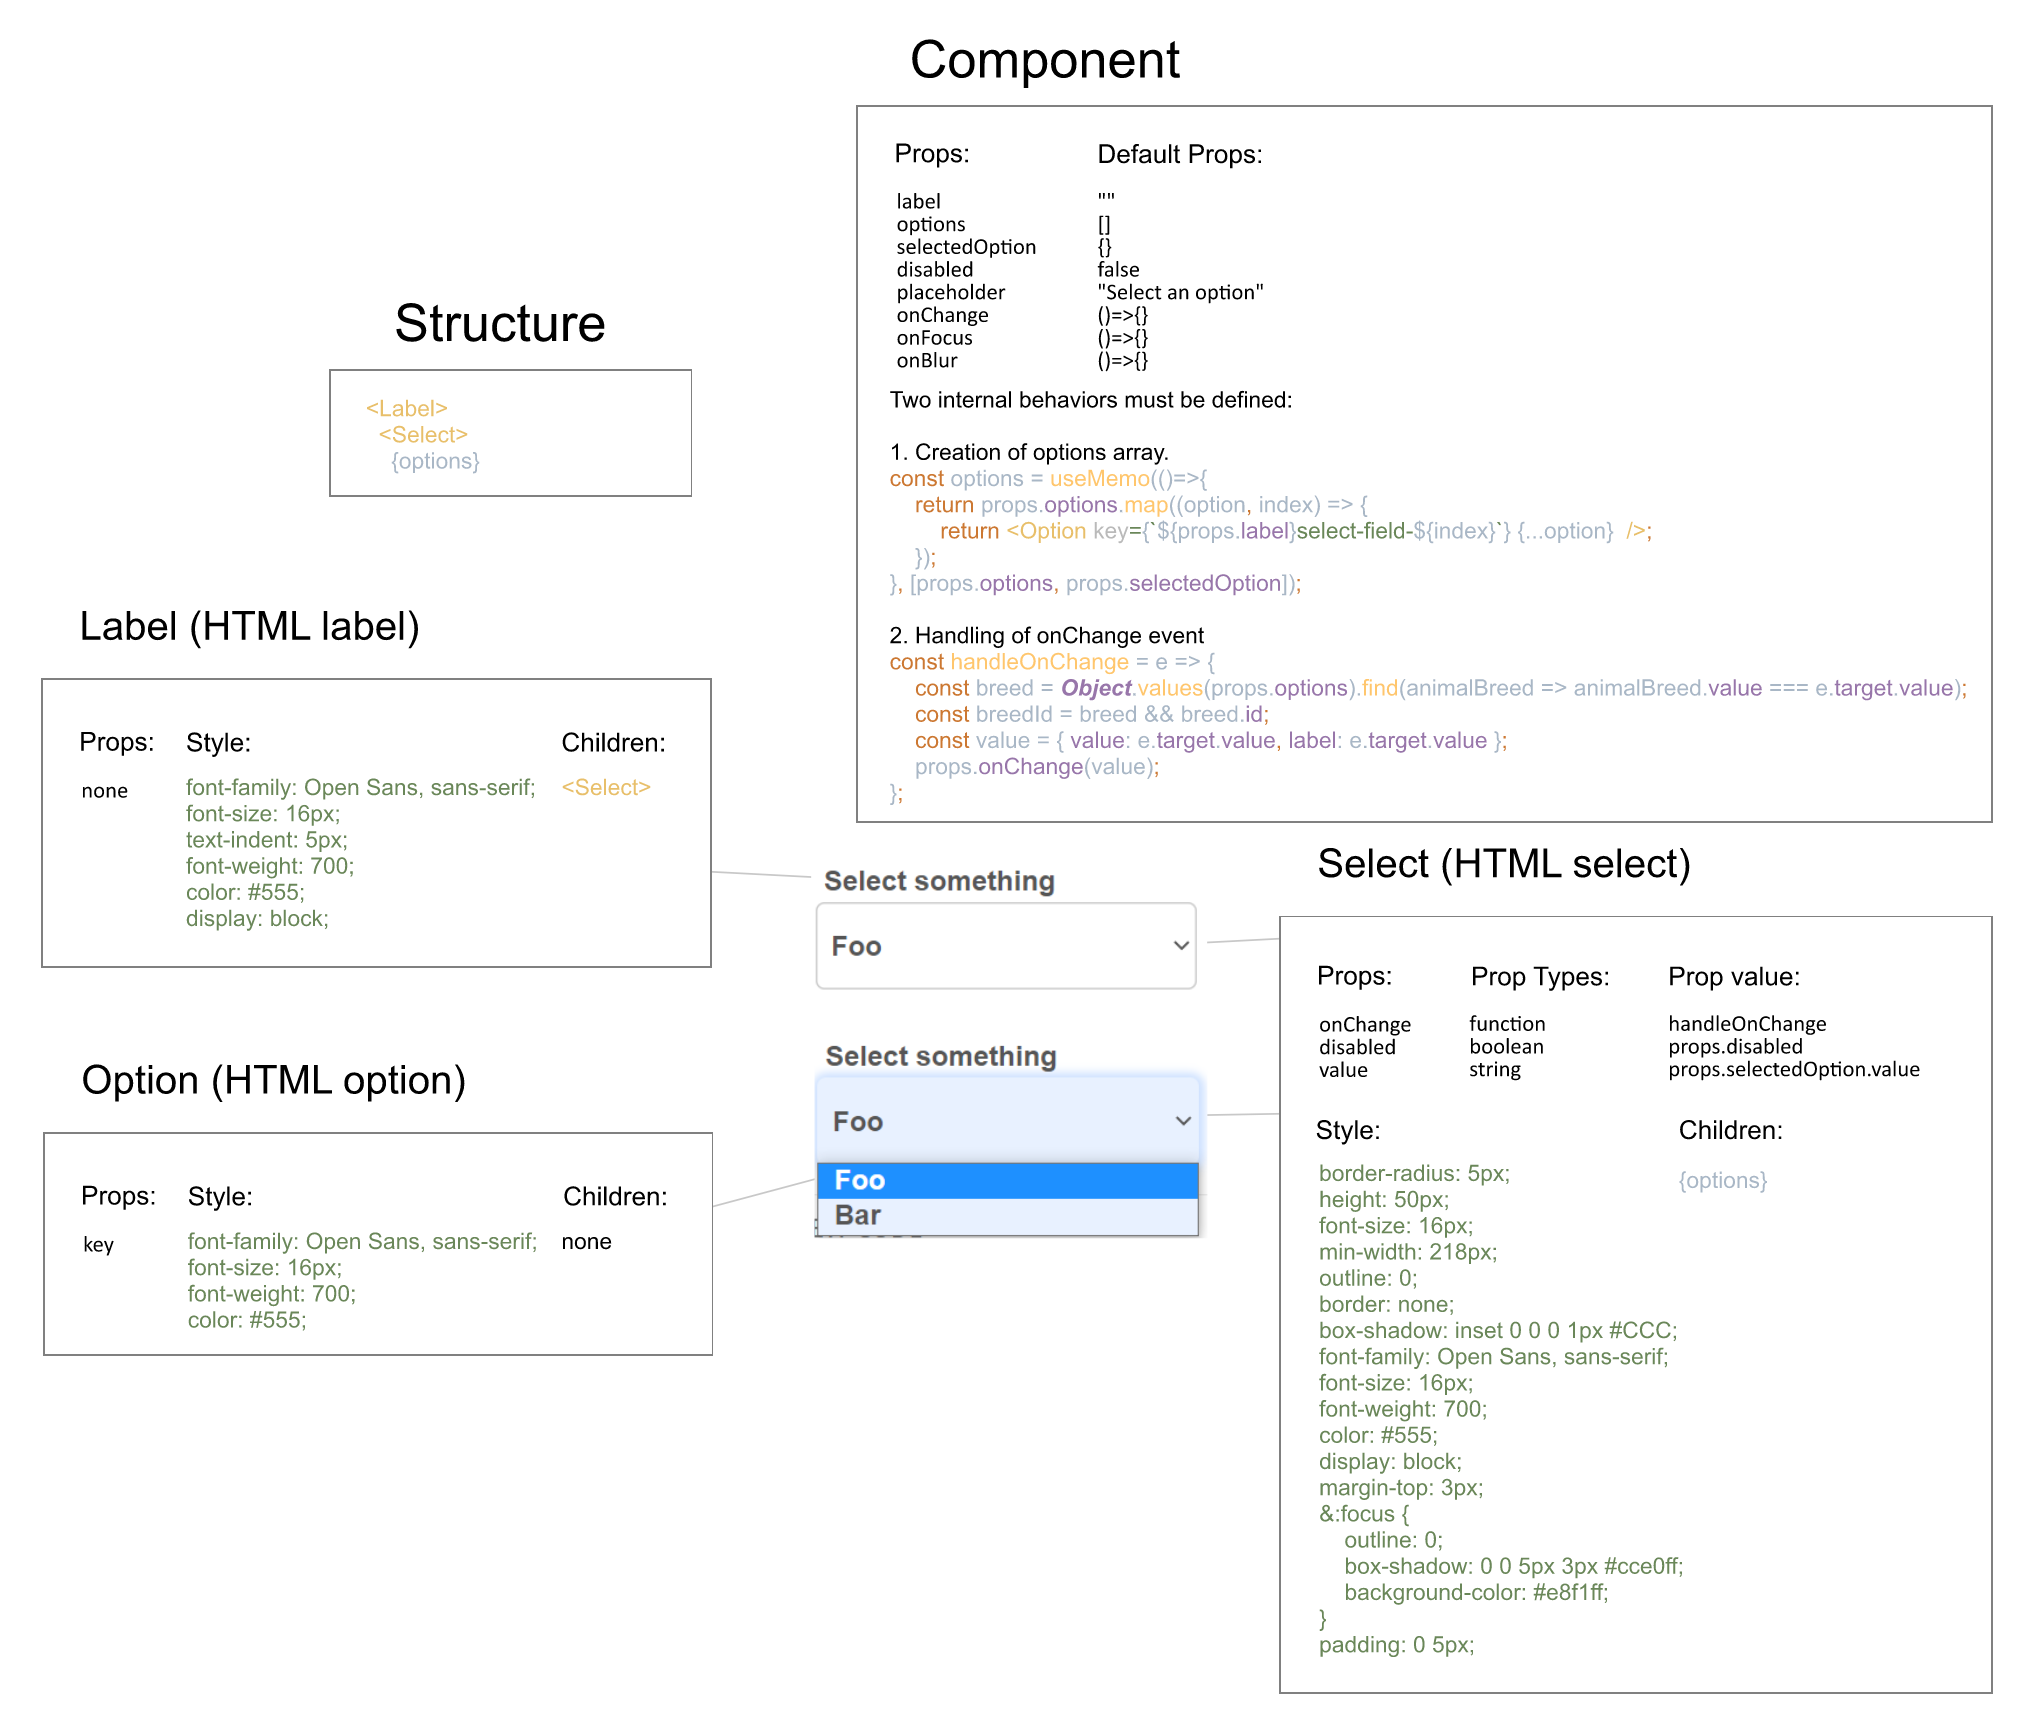 Component
Props: Default Props:
label ""
options []
selectedOption {}
disabled false
placeholder "Select an option"
onChange ()=>{}
onFocus ()=>{}
onBlur ()=>{}
Two internal behaviors must be defined:
1. Creation of options array.
const options = useMemo(()=>{
return props.options.map((option, index) => {
return <Option key={`${props.label}select-field-${index}`} {...option} />;
});
}, [props.options, props.selectedOption]);
2. Handling of onChange event
const handleOnChange = e => {
const breed = Object.values(props.options).find(animalBreed => animalBreed.value === e.target.value);
const breedId = breed && breed.id;
const value = { value: e.target.value, label: e.target.value };
props.onChange(value);
};
Structure
<Label>
<Select>
{options}
Label (HTML label)
Props: Style: Children:
none font-family: Open Sans, sans-serif; <Select>
font-size: 16px;
text-indent: 5px;
font-weight: 700;
color: #555;
display: block;
Select something
Foo
Select something
Foo
Foo
Bar
Option (HTML option)
Props: Style: Children:
key font-family: Open Sans, sans-serif; none
font-size: 16px;
font-weight: 700;
color: #555;
Select (HTML select)
Props: Prop Types: Prop value:
onChange function handleOnChange
disabled boolean props.disabled
value string props.selectedOption.value
Style: Children:
border-radius: 5px; {options}
height: 50px;
font-size: 16px;
min-width: 218px;
outline: 0;
border: none;
box-shadow: inset 0 0 0 1px #CCC;
font-family: Open Sans, sans-serif;
font-size: 16px;
font-weight: 700;
color: #555;
display: block;
margin-top: 3px;
&:focus {
outline: 0;
box-shadow: 0 0 5px 3px #cce0ff;
background-color: #e8f1ff;
}
padding: 0 5px;